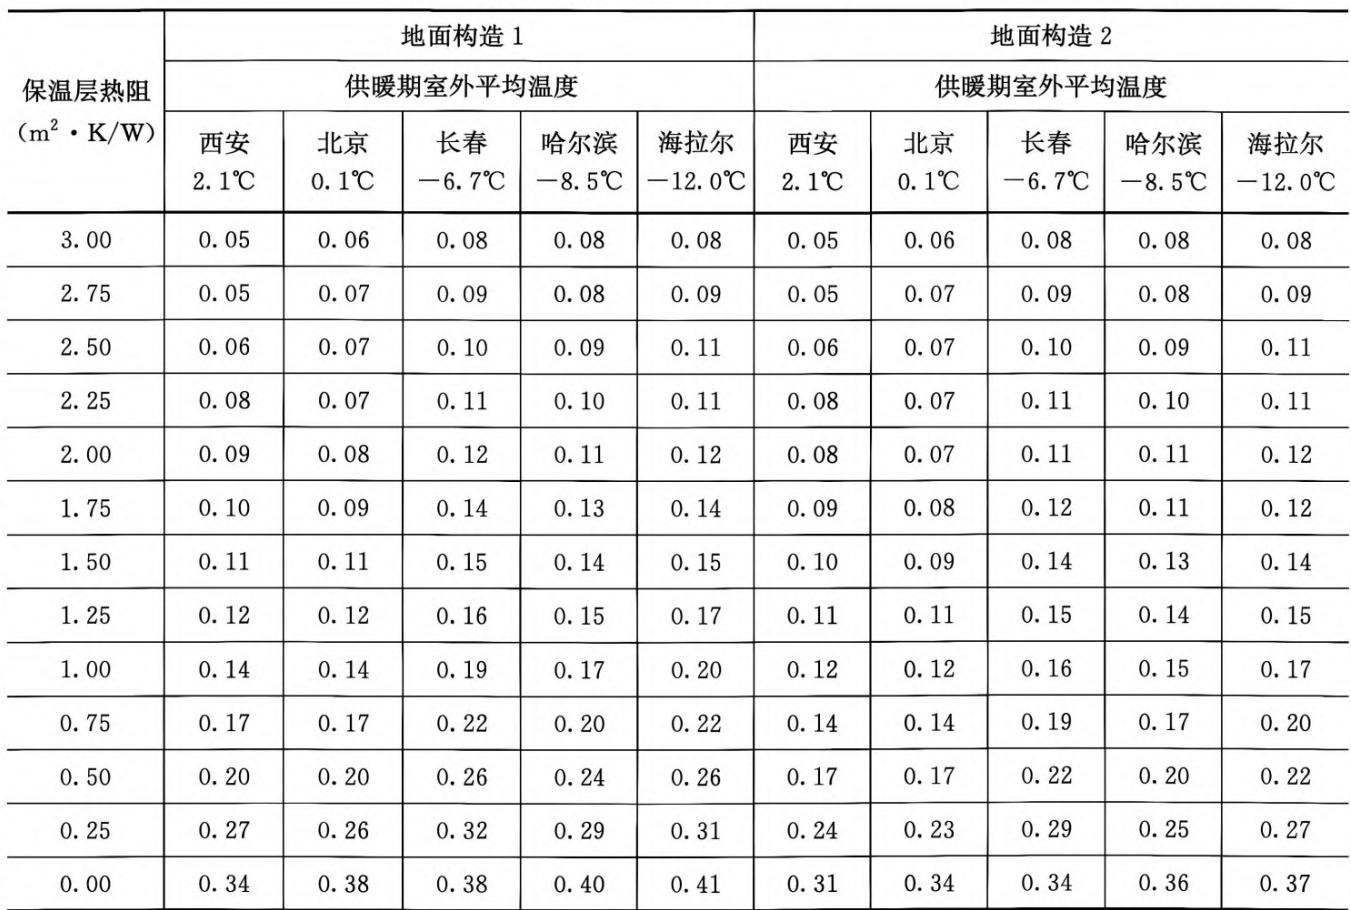 保温层热阻
（m²·K/W）
地面构造 1 地面构造 2
供暖期室外平均温度 供暖期室外平均温度
西安 北京 长春 哈尔滨 海拉尔 西安 北京 长春 哈尔滨 海拉尔
2.1℃ 0.1℃ －6.7℃ －8.5℃ －12.0℃ 2.1℃ 0.1℃ －6.7℃ －8.5℃ －12.0℃
3.00 0.05 0.06 0.08 0.08 0.08 0.05 0.06 0.08 0.08 0.08
2.75 0.05 0.07 0.09 0.08 0.09 0.05 0.07 0.09 0.08 0.09
2.50 0.06 0.07 0.10 0.09 0.11 0.06 0.07 0.10 0.09 0.11
2.25 0.08 0.07 0.11 0.10 0.11 0.08 0.07 0.11 0.10 0.11
2.00 0.09 0.08 0.12 0.11 0.12 0.08 0.07 0.11 0.11 0.12
1.75 0.10 0.09 0.14 0.13 0.14 0.09 0.08 0.12 0.11 0.12
1.50 0.11 0.11 0.15 0.14 0.15 0.10 0.09 0.14 0.13 0.14
1.25 0.12 0.12 0.16 0.15 0.17 0.11 0.11 0.15 0.14 0.15
1.00 0.14 0.14 0.19 0.17 0.20 0.12 0.12 0.16 0.15 0.17
0.75 0.17 0.17 0.22 0.20 0.22 0.14 0.14 0.19 0.17 0.20
0.50 0.20 0.20 0.26 0.24 0.26 0.17 0.17 0.22 0.20 0.22
0.25 0.27 0.26 0.32 0.29 0.31 0.24 0.23 0.29 0.25 0.27
0.00 0.34 0.38 0.38 0.40 0.41 0.31 0.34 0.34 0.36 0.37